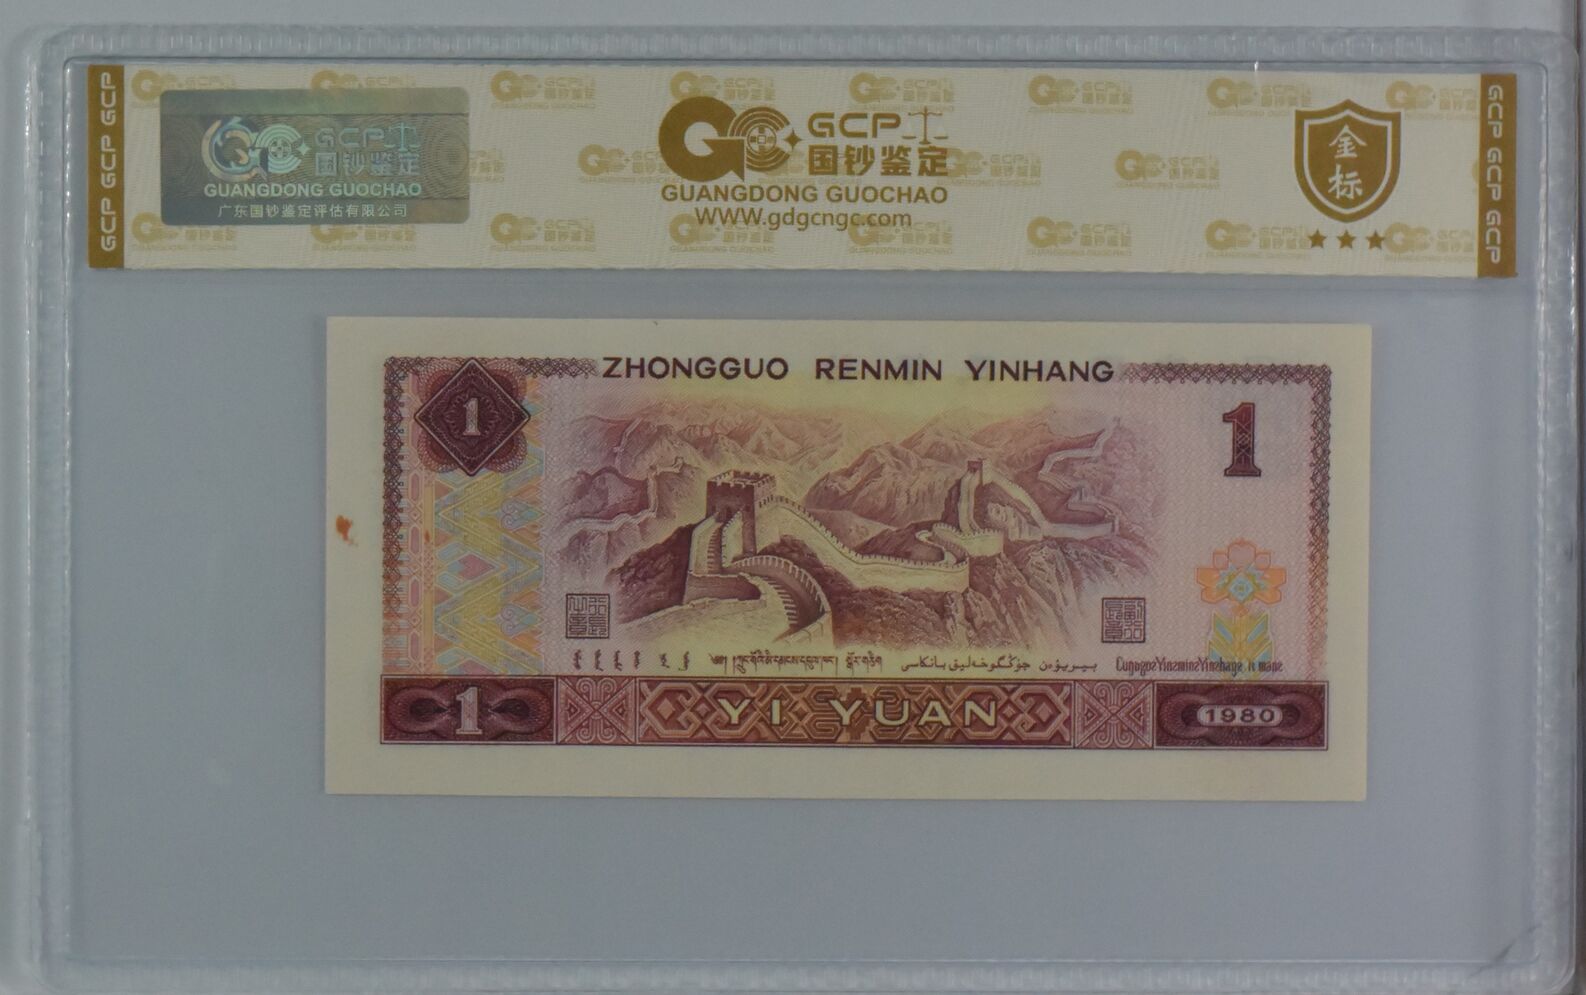 GCP GCP GCP
GCP
国钞鉴定
GUANGDONG GUOCHAO
广东国钞鉴定评估有限公司
GCP
国钞鉴定
GUANGDONG GUOCHAO
WWW.gdgcngc.com
金
标
GCP GCP GCP
ZHONGGUO RENMIN YINHANG
1
1
1
YI YUAN
1980